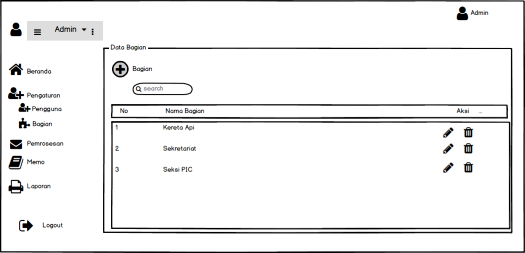 Admin
Admin
Data Bagian
Beranda
Bagian
search
Pengaturan
Pengguna
Bagian
No Nama Bagian Aksi ...
1 Kereta Api
2 Sekretariat
3 Seksi PIC
Pemrosesan
Memo
Laporan
Logout